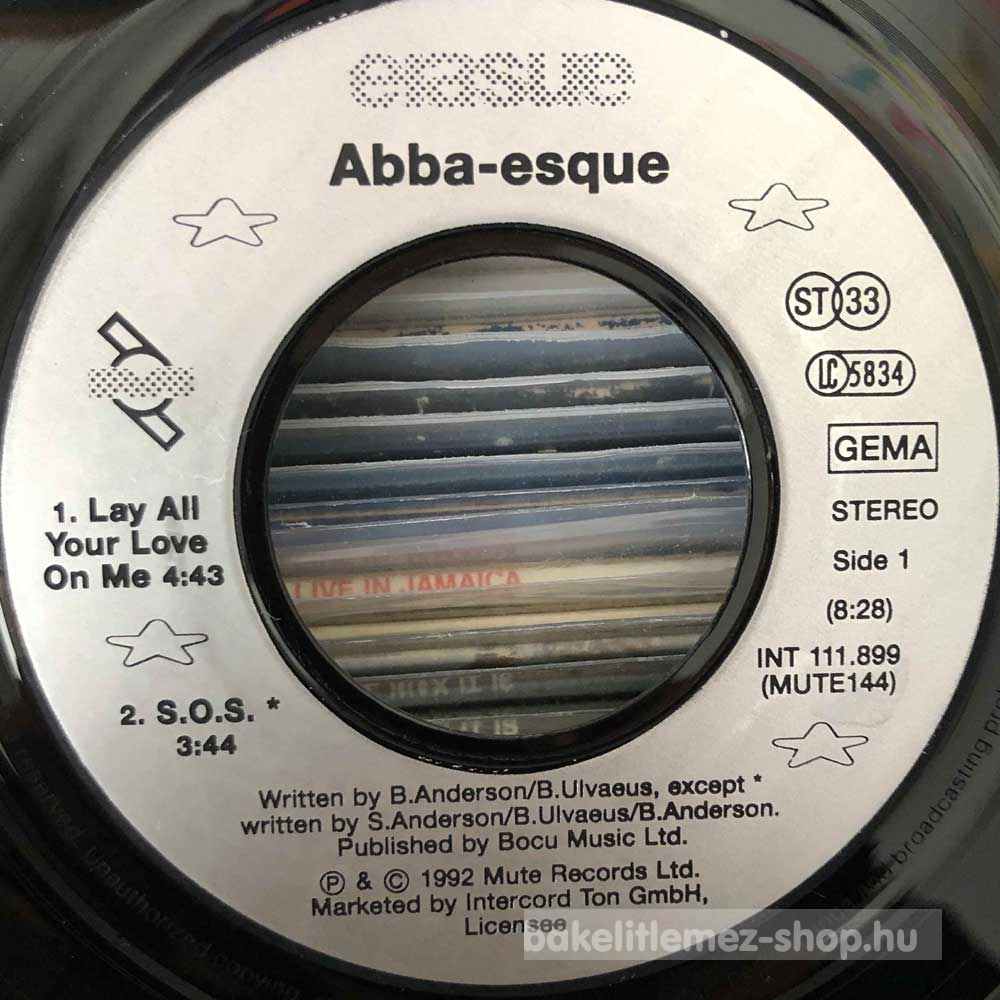 erasure
Abba-esque
ST 33
LC 5834
GEMA
STEREO
Side 1
(8:28)
INT 111.899
(MUTE144)
1. Lay All
Your Love
On Me 4:43
2. S.O.S. *
3:44
LIVE IN JAMAICA
Written by B.Anderson/B.Ulvaeus, except *
written by S.Anderson/B.Ulvaeus/B.Anderson.
Published by Bocu Music Ltd.
Ⓟ & © 1992 Mute Records Ltd.
Marketed by Intercord Ton GmbH,
Licensee
broadcasting
bakelitlemez-shop.hu